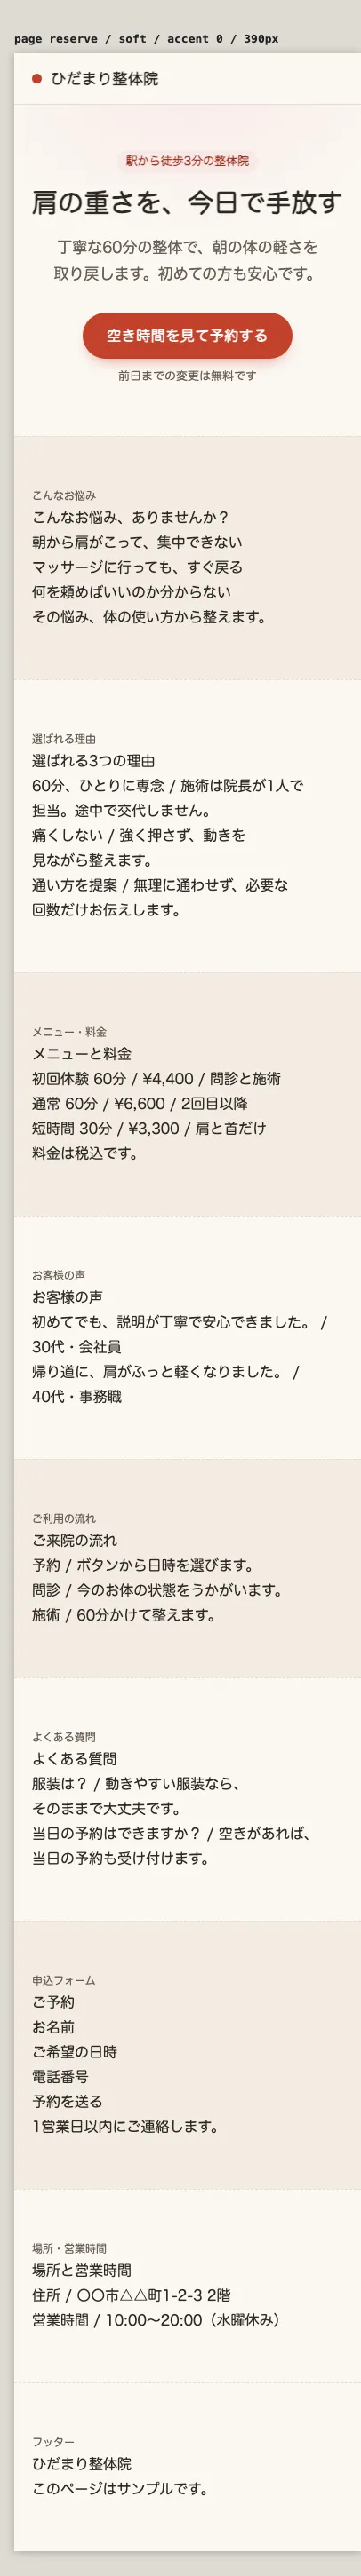 page reserve / soft / accent 0 / 390px
ひだまり整体院
駅から徒歩3分の整体院
肩の重さを、今日で手放す
丁寧な60分の整体で、朝の体の軽さを
取り戻します。初めての方も安心です。
空き時間を見て予約する
前日までの変更は無料です
こんなお悩み
こんなお悩み、ありませんか？
朝から肩がこって、集中できない
マッサージに行っても、すぐ戻る
何を頼めばいいのか分からない
その悩み、体の使い方から整えます。
選ばれる理由
選ばれる3つの理由
60分、ひとりに専念 / 施術は院長が1人で
担当。途中で交代しません。
痛くしない / 強く押さず、動きを
見ながら整えます。
通い方を提案 / 無理に通わせず、必要な
回数だけお伝えします。
メニュー・料金
メニューと料金
初回体験 60分 / ¥4,400 / 問診と施術
通常 60分 / ¥6,600 / 2回目以降
短時間 30分 / ¥3,300 / 肩と首だけ
料金は税込です。
お客様の声
お客様の声
初めてでも、説明が丁寧で安心できました。 /
30代・会社員
帰り道に、肩がふっと軽くなりました。 /
40代・事務職
ご利用の流れ
ご来院の流れ
予約 / ボタンから日時を選びます。
問診 / 今のお体の状態をうかがいます。
施術 / 60分かけて整えます。
よくある質問
よくある質問
服装は？ / 動きやすい服装なら、
そのままで大丈夫です。
当日の予約はできますか？ / 空きがあれば、
当日の予約も受け付けます。
申込フォーム
ご予約
お名前
ご希望の日時
電話番号
予約を送る
1営業日以内にご連絡します。
場所・営業時間
場所と営業時間
住所 / 〇〇市△△町1-2-3 2階
営業時間 / 10:00〜20:00（水曜休み）
フッター
ひだまり整体院
このページはサンプルです。